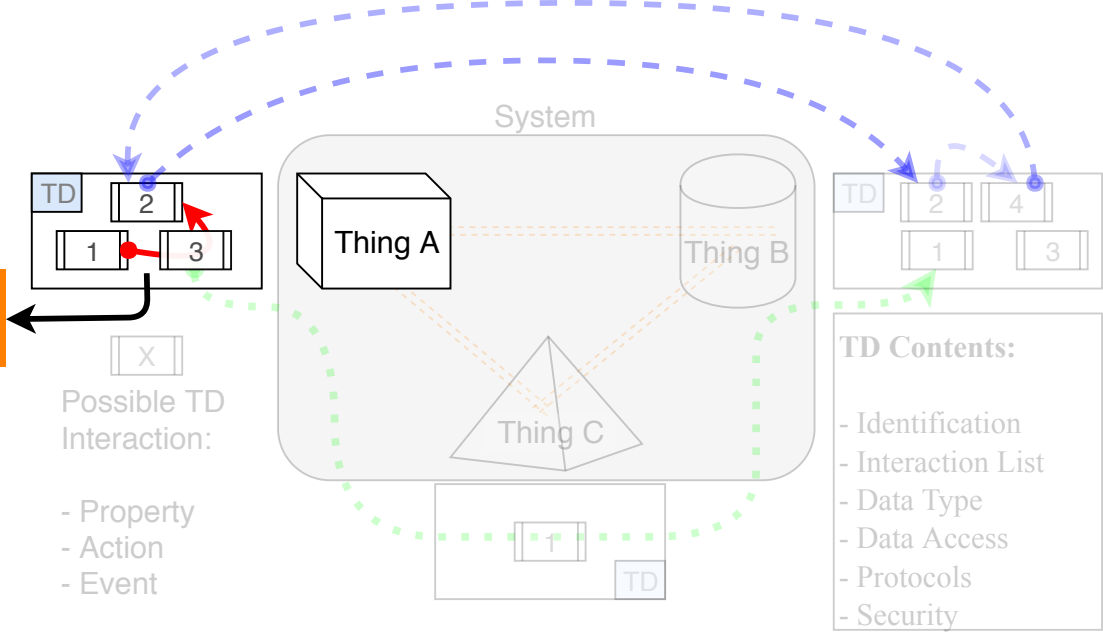 System
TD
2
1
3
Thing A
Thing B
Thing C
TD
2
4
1
3
X
Possible TD
Interaction:
- Property
- Action
- Event
1
TD
TD Contents:
- Identification
- Interaction List
- Data Type
- Data Access
- Protocols
- Security